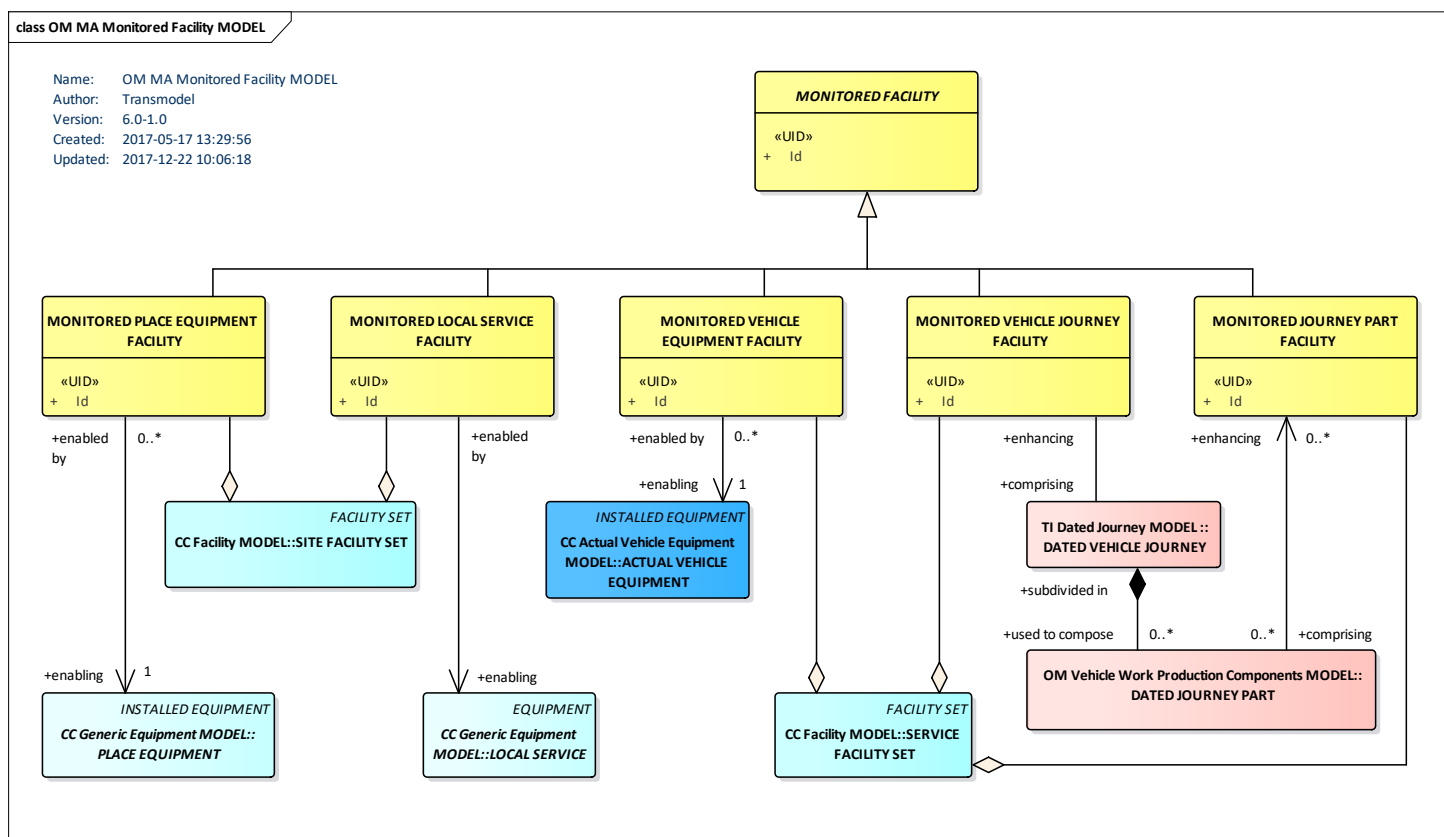 class OM MA Monitored Facility MODEL
Name: OM MA Monitored Facility MODEL
Author: Transmodel
Version: 6.0-1.0
Created: 2017-05-17 13:29:56
Updated: 2017-12-22 10:06:18
MONITORED FACILITY
«UID»
+ Id
MONITORED PLACE EQUIPMENT
FACILITY
«UID»
+ Id
MONITORED LOCAL SERVICE
FACILITY
«UID»
+ Id
MONITORED VEHICLE
EQUIPMENT FACILITY
«UID»
+ Id
MONITORED VEHICLE JOURNEY
FACILITY
«UID»
+ Id
MONITORED JOURNEY PART
FACILITY
«UID»
+ Id
+enabled
by
0..*
+enabled
by
+enabled by
0..*
+enhancing
+enhancing
0..*
+enabling
1
+comprising
FACILITY SET
CC Facility MODEL::SITE FACILITY SET
INSTALLED EQUIPMENT
CC Actual Vehicle Equipment
MODEL::ACTUAL VEHICLE
EQUIPMENT
TI Dated Journey MODEL ::
DATED VEHICLE JOURNEY
+subdivided in
+used to compose
0..*
0..*
+comprising
OM Vehicle Work Production Components MODEL::
DATED JOURNEY PART
+enabling
1
+enabling
INSTALLED EQUIPMENT
CC Generic Equipment MODEL::
PLACE EQUIPMENT
EQUIPMENT
CC Generic Equipment
MODEL::LOCAL SERVICE
FACILITY SET
CC Facility MODEL::SERVICE
FACILITY SET